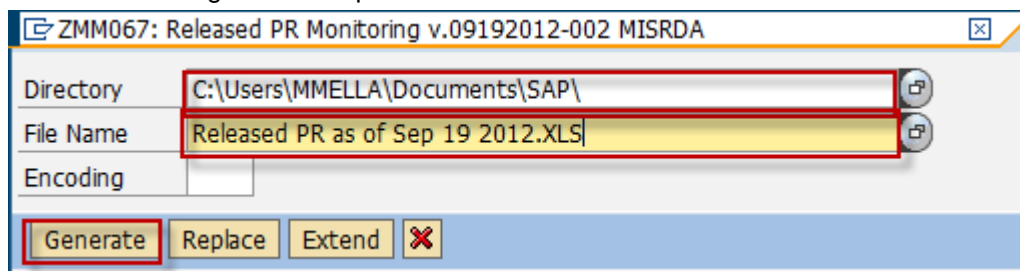 ZMM067: Released PR Monitoring v.09192012-002 MISRDA
Directory C:\Users\MMELLA\Documents\SAP\
File Name Released PR as of Sep 19 2012.XLS
Encoding
Generate Replace Extend